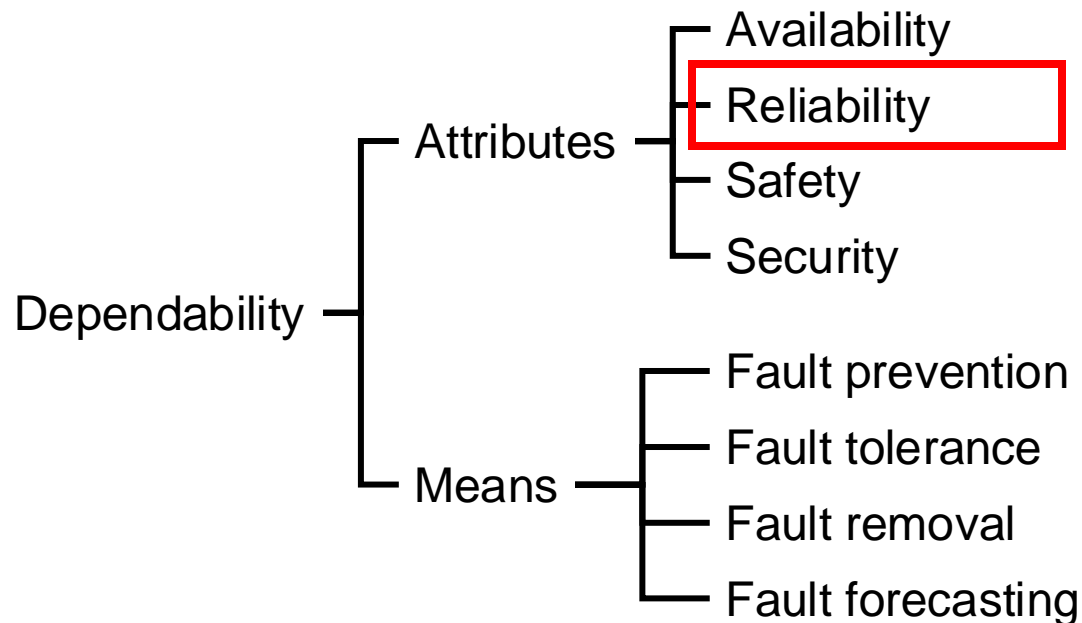 Dependability
Attributes
Availability
Reliability
Safety
Security
Means
Fault prevention
Fault tolerance
Fault removal
Fault forecasting